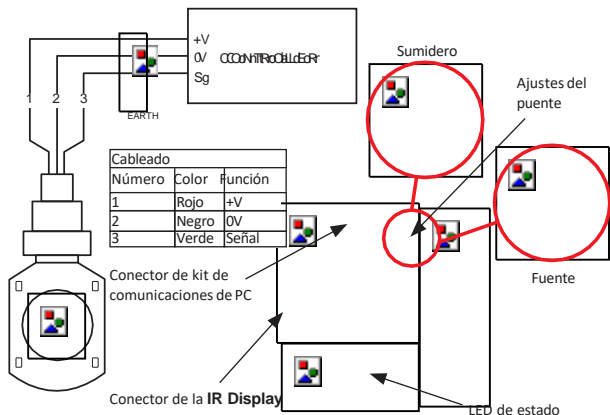 +V
0V
Sg
1 2 3
EARTH
Sumidero
Ajustes del
puente
Cableado
Número Color Función
1 Rojo +V
2 Negro 0V
3 Verde Señal
Fuente
Conector de kit de
comunicaciones de PC
Conector de la IR Display
LED de estado